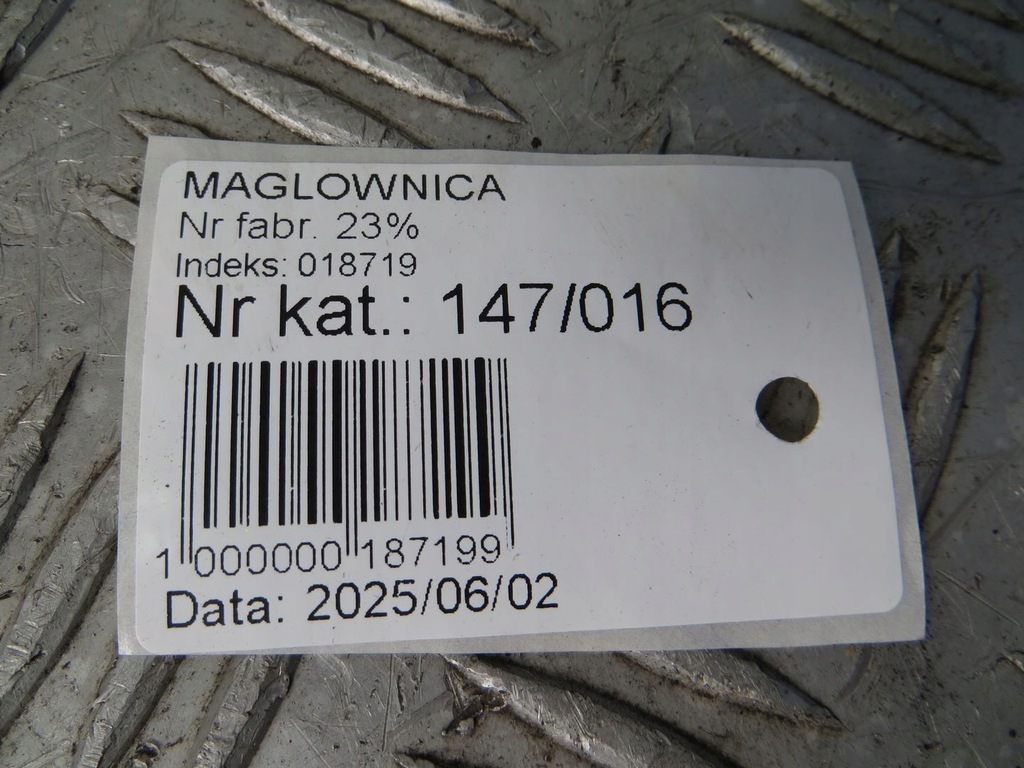 MAGLOWNICA
Nr fabr. 23%
Indeks: 018719
Nr kat.: 147/016
1 000000 187199
Data: 2025/06/02